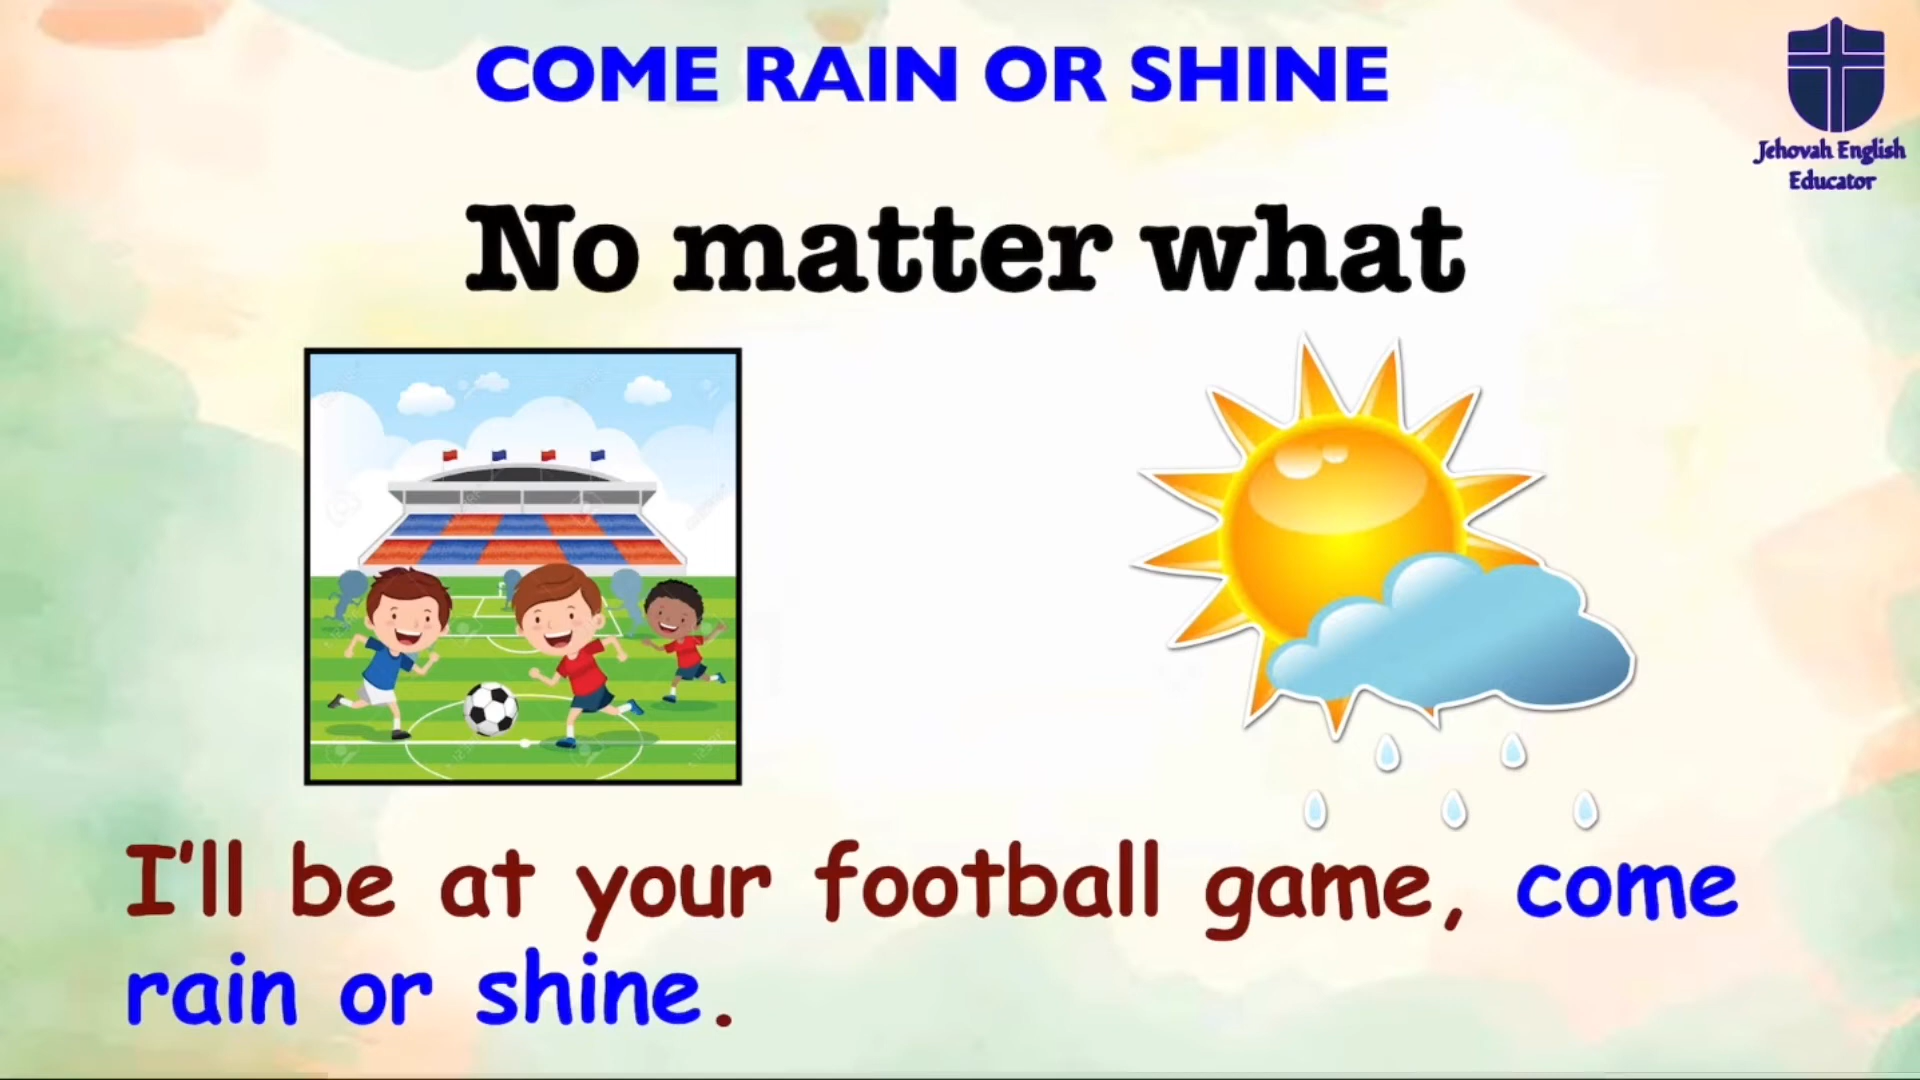 COME RAIN OR SHINE
Jehovah English
Educator
No matter what
I'll be at your football game, come
rain or shine.